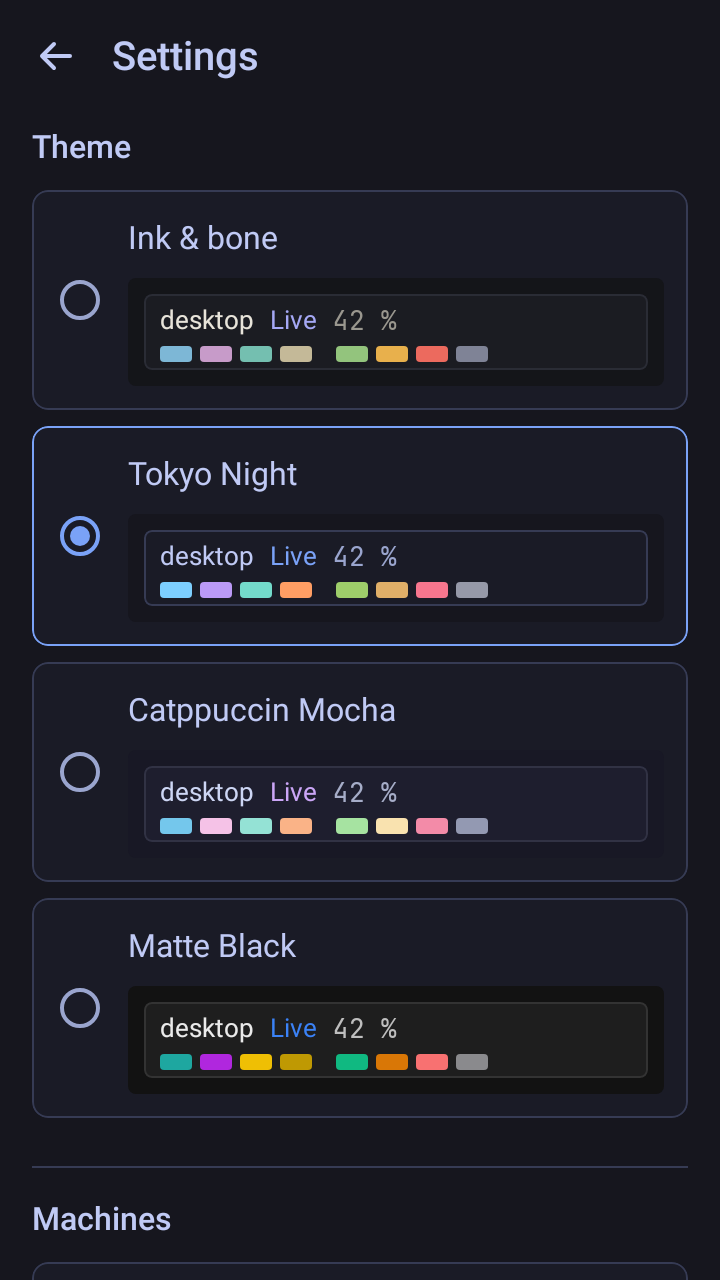 Settings
Theme
Ink & bone
desktop Live 42 %
Tokyo Night
desktop Live 42 %
Catppuccin Mocha
desktop Live 42 %
Matte Black
desktop Live 42 %
Machines